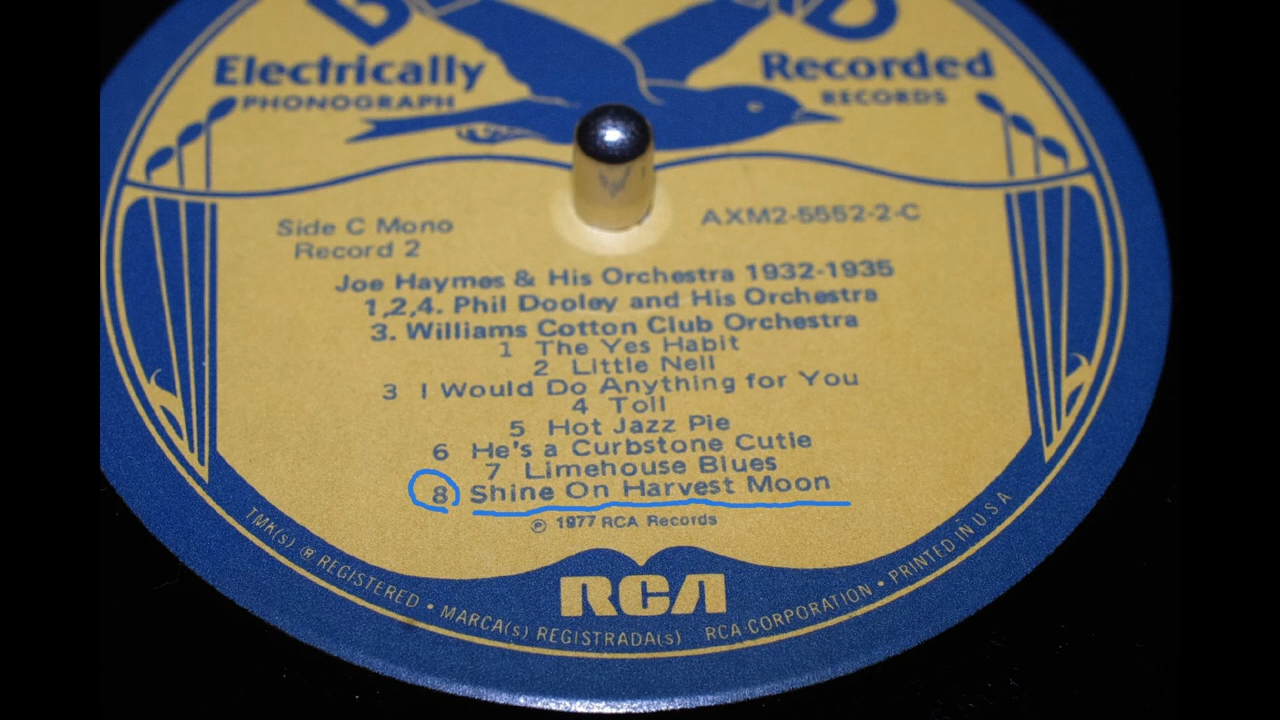 Electrically Recorded
PHONOGRAPH RECORDS
Side C Mono AXM2-5552-2-C
Record 2
Joe Haymes & His Orchestra 1932-1935
1,2,4. Phil Dooley and His Orchestra
3. Williams Cotton Club Orchestra
1 The Yes Habit
2 Little Nell
3 I Would Do Anything for You
4 Toll
5 Hot Jazz Pie
6 He's a Curbstone Cutie
7 Limehouse Blues
8 Shine On Harvest Moon
℗ 1977 RCA Records
RCA
TMK(s) ® REGISTERED • MARCA(s) REGISTRADA(s) RCA CORPORATION • PRINTED IN U.S.A